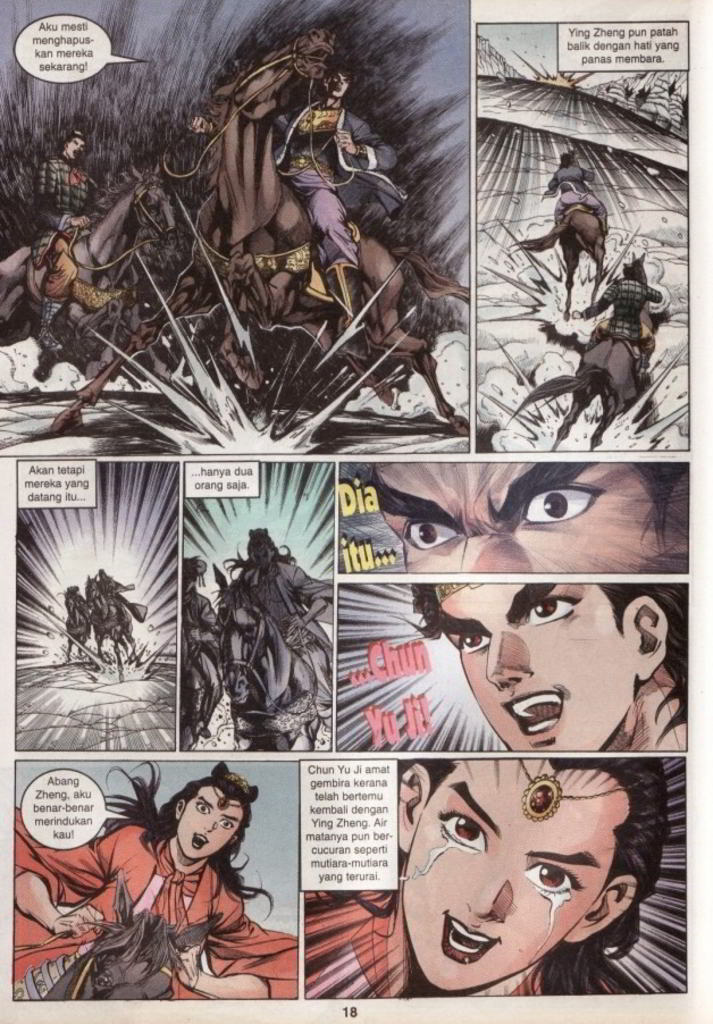 Aku mesti
menghapus-
kan mereka
sekarang!
Ying Zheng pun patah
balik dengan hati yang
panas membara.
Akan tetapi
mereka yang
datang itu...
...hanya dua
orang saja.
Dia
itu...
...Chun
Yu Ji!
Abang
Zheng, aku
benar-benar
merindukan
kau!
Chun Yu Ji amat
gembira kerana
telah bertemu
kembali dengan
Ying Zheng. Air
matanya pun ber-
cucuran seperti
mutiara-mutiara
yang terurai.
18